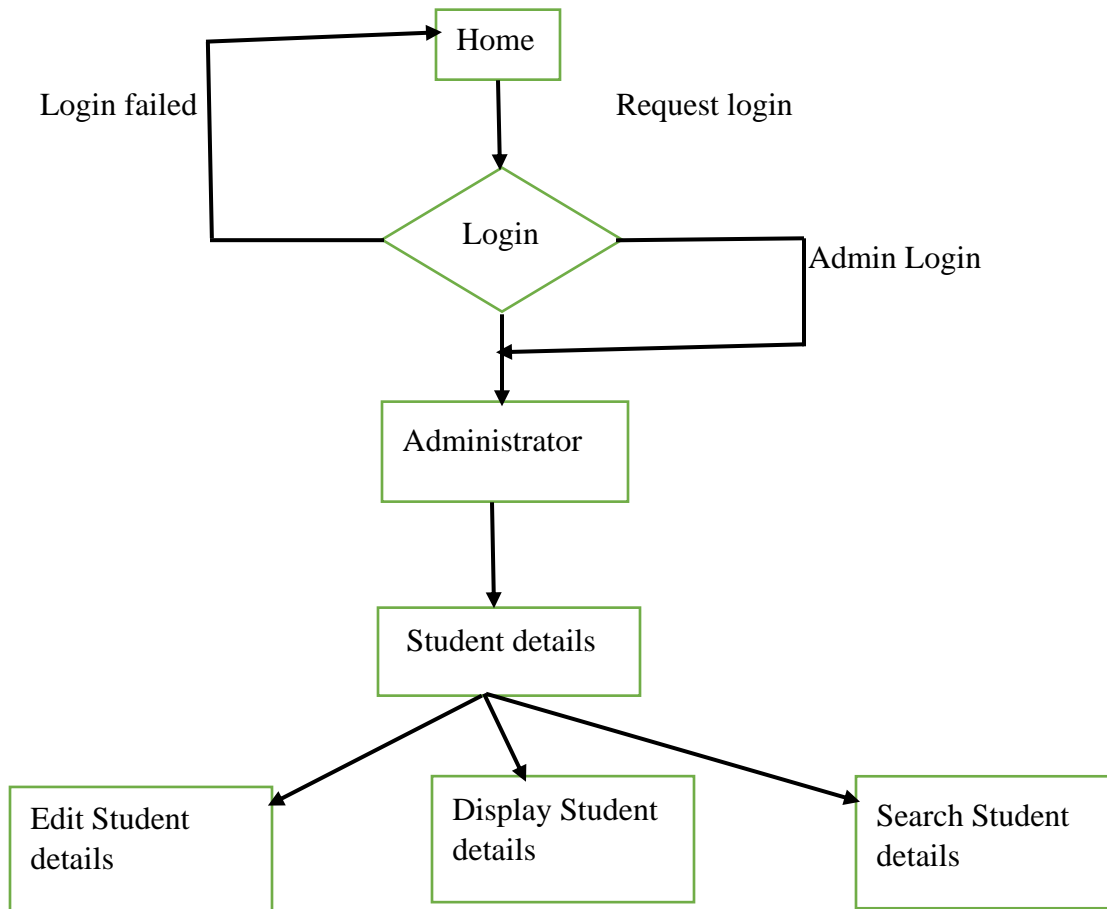 Home
Login failed
Request login
Login
Admin Login
Administrator
Student details
Edit Student
details
Display Student
details
Search Student
details